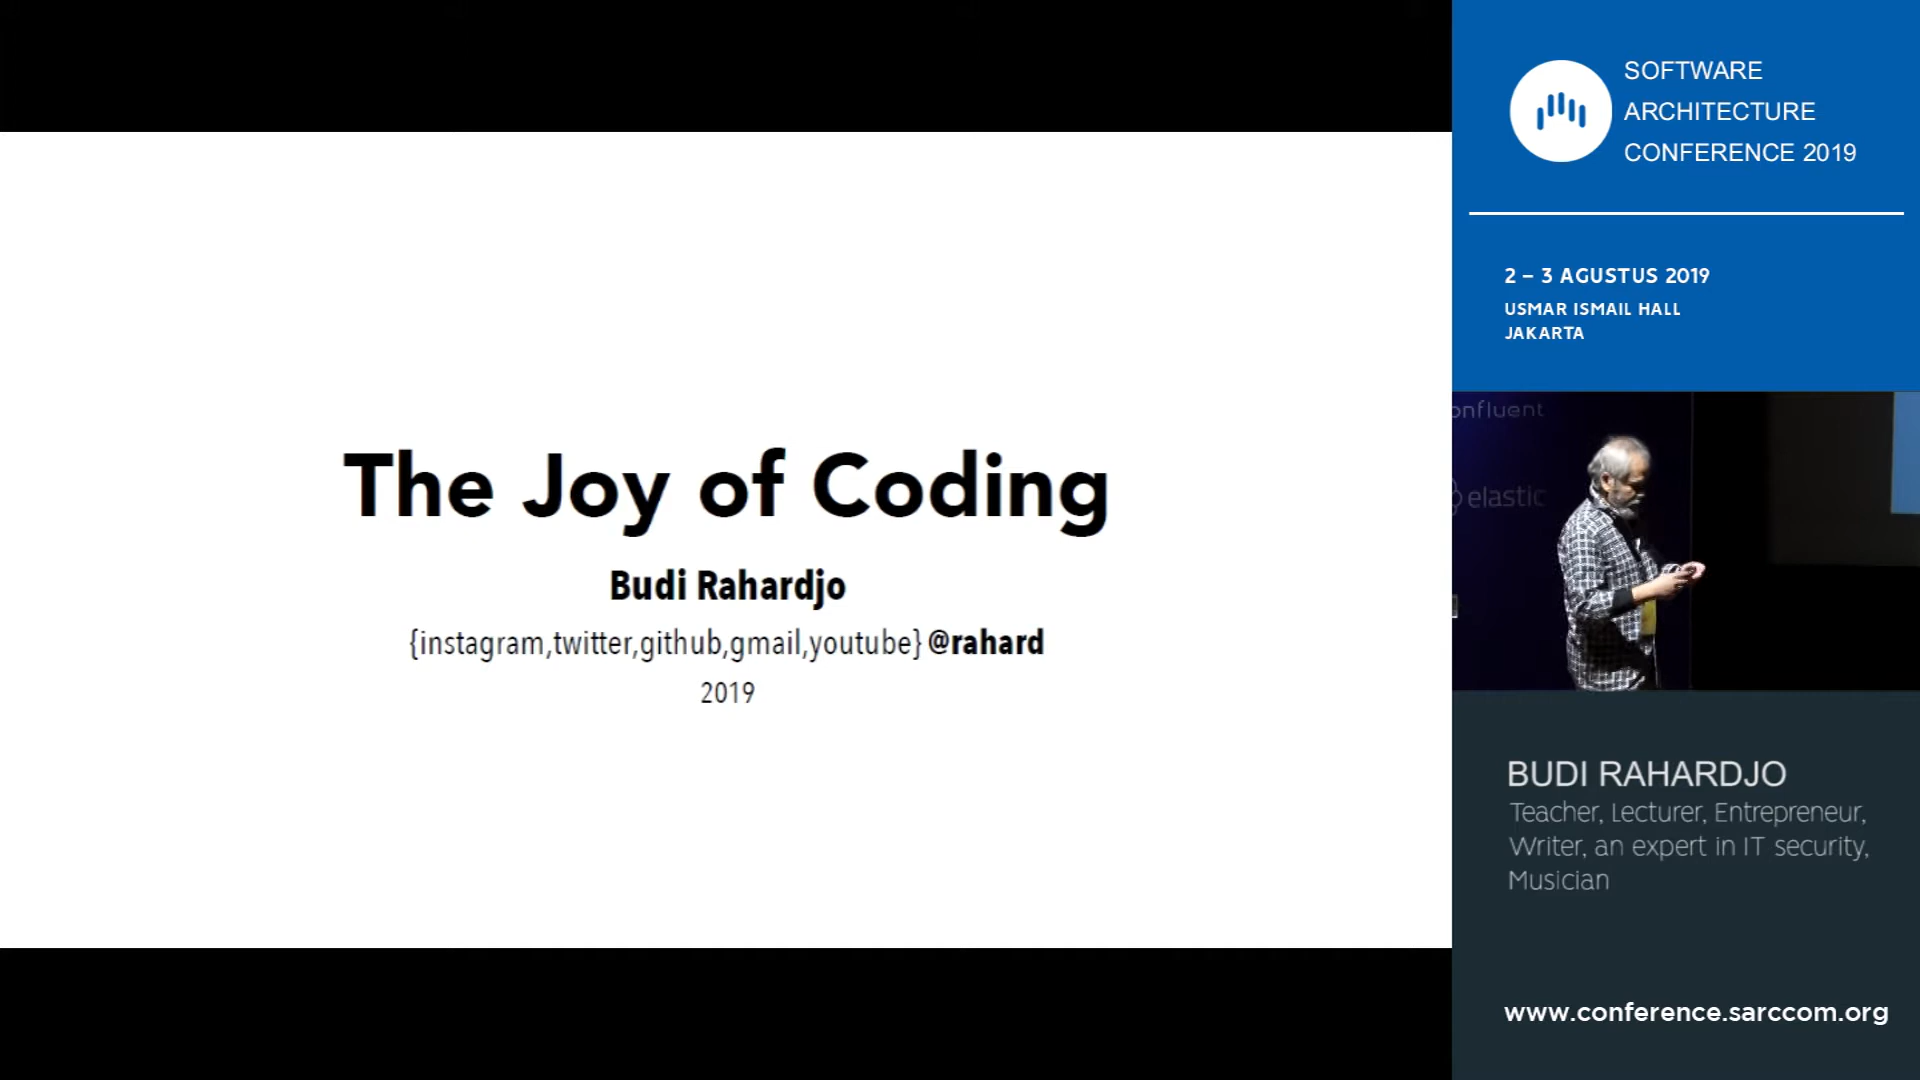 The Joy of Coding
Budi Rahardjo
{instagram,twitter,github,gmail,youtube} @rahard
2019
SOFTWARE
ARCHITECTURE
CONFERENCE 2019
2 – 3 AGUSTUS 2019
USMAR ISMAIL HALL
JAKARTA
onfluent
elastic
BUDI RAHARDJO
Teacher, Lecturer, Entrepreneur,
Writer, an expert in IT security,
Musician
www.conference.sarccom.org